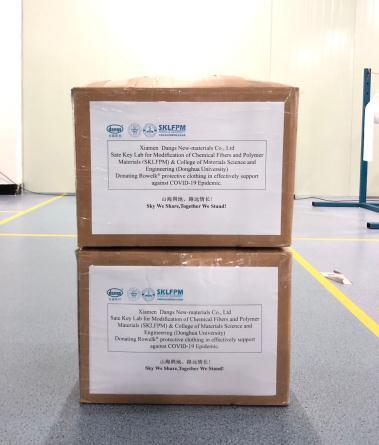 dangs SKLFPM
Xiamen Dangs New-materials Co., Ltd
Sate Key Lab for Modification of Chemical Fibers and Polymer
Materials (SKLFPM) & College of Materials Science and
Engineering (Donghua University)
Donating Rowelk® protective clothing in effectively support
against COVID-19 Epidemic.
Sky We Share,Together We Stand!
dangs SKLFPM
Xiamen Dangs New-materials Co., Ltd
Sate Key Lab for Modification of Chemical Fibers and Polymer
Materials (SKLFPM) & College of Materials Science and
Engineering (Donghua University)
Donating Rowelk® protective clothing in effectively support
against COVID-19 Epidemic.
Sky We Share,Together We Stand!